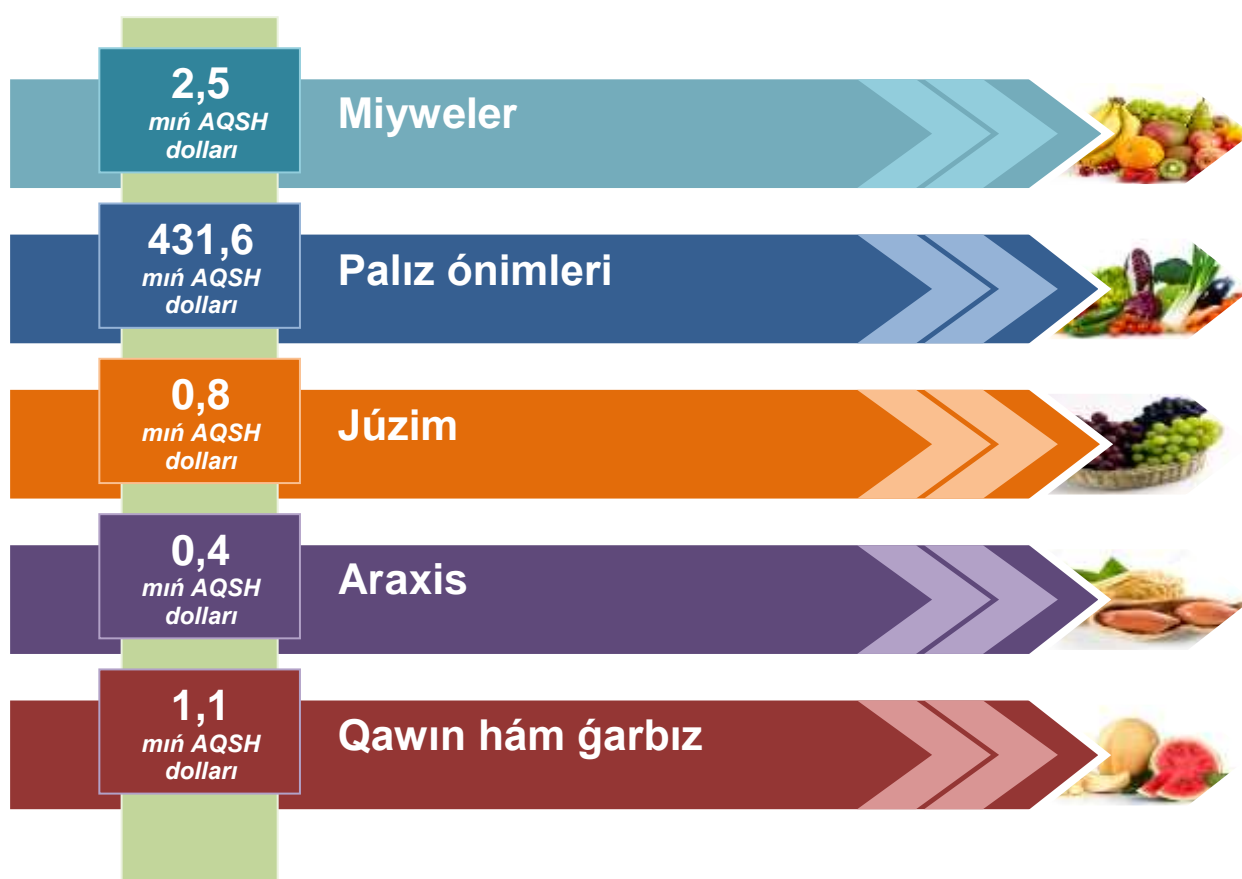 2,5
mıń AQSH
dolları
Miyweler
431,6
mıń AQSH
dolları
Palız ónimleri
0,8
mıń AQSH
dolları
Júzim
0,4
mıń AQSH
dolları
Araxis
1,1
mıń AQSH
dolları
Qawın hám ǵarbız